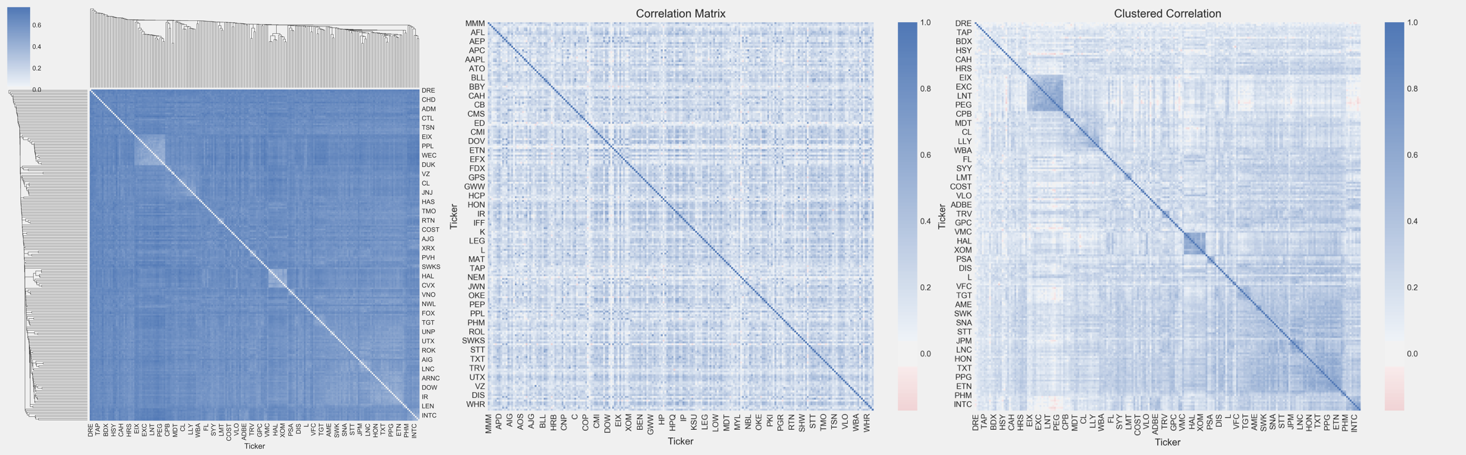 0.6
0.4
0.2
0.0
DRE
CHD
ADM
CTL
TSN
EIX
PPL
WEC
DUK
VZ
CL
JNJ
HAS
TMO
RTN
COST
AJG
XRX
PVH
SWKS
HAL
CVX
VNO
NWL
FOX
TGT
UNP
UTX
ROK
AIG
LNC
ARNC
DOW
IR
LEN
INTC
DRE TAP BDX HSY CAH HRS EIX EXC LNT PEG CPB MDT CL LLY WBA FL SYY LMT COST VLO ADBE TRV GPC VMC HAL XOM PSA DIS L VFC TGT AME SWK SNA STT JPM LNC HON TXT PPG ETN PHM INTC
Ticker
Correlation Matrix
Ticker
MMM
AFL
AEP
APC
AAPL
ATO
BLL
BBY
CAH
CB
CMS
ED
CMI
DOV
ETN
EFX
FDX
GPS
GWW
HCP
HON
IR
IFF
K
LEG
L
MAT
TAP
NEM
JWN
OKE
PEP
PPL
PHM
ROL
SWKS
STT
TXT
TRV
UTX
VZ
DIS
WHR
MMM APD AIG AOS AJG BLL HRB CNP C COP CMI DOW EIX XOM BEN GWW HP HPQ IP KSU LEG LOW MDT MYL NBL OKE PKI PGR RTN SHW STT TMO TSN VLO WBA WHR
Ticker
1.0
0.8
0.6
0.4
0.2
0.0
Clustered Correlation
Ticker
DRE
TAP
BDX
HSY
CAH
HRS
EIX
EXC
LNT
PEG
CPB
MDT
CL
LLY
WBA
FL
SYY
LMT
COST
VLO
ADBE
TRV
GPC
VMC
HAL
XOM
PSA
DIS
L
VFC
TGT
AME
SWK
SNA
STT
JPM
LNC
HON
TXT
PPG
ETN
PHM
INTC
DRE TAP BDX HSY CAH HRS EIX EXC LNT PEG CPB MDT CL LLY WBA FL SYY LMT COST VLO ADBE TRV GPC VMC HAL XOM PSA DIS L VFC TGT AME SWK SNA STT JPM LNC HON TXT PPG ETN PHM INTC
Ticker
1.0
0.8
0.6
0.4
0.2
0.0